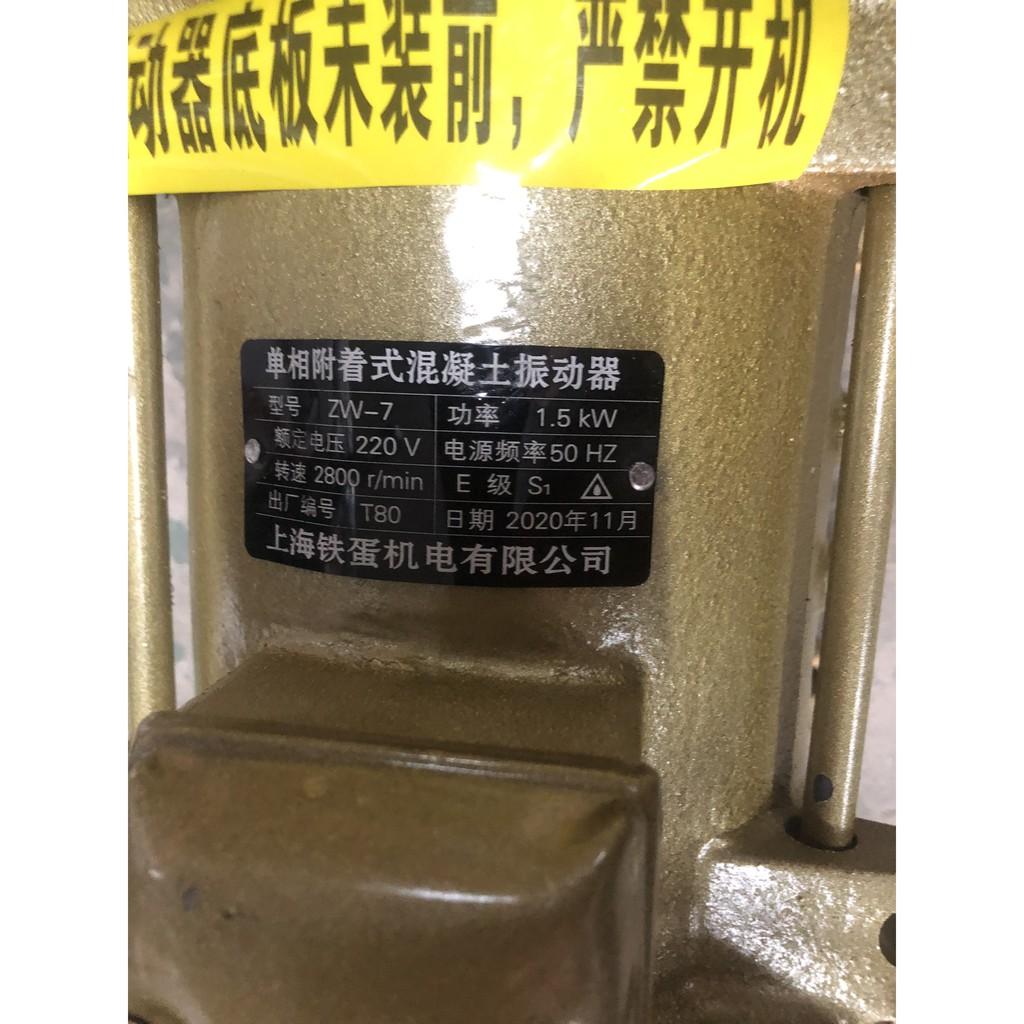 动器底板未装前，严禁开机
单相附着式混凝土振动器
型号 ZW-7 功率 1.5 kW
额定电压 220 V 电源频率 50 HZ
转速 2800 r/min E 级 S₁
出厂编号 T80 日期 2020年11月
上海铁蛋机电有限公司